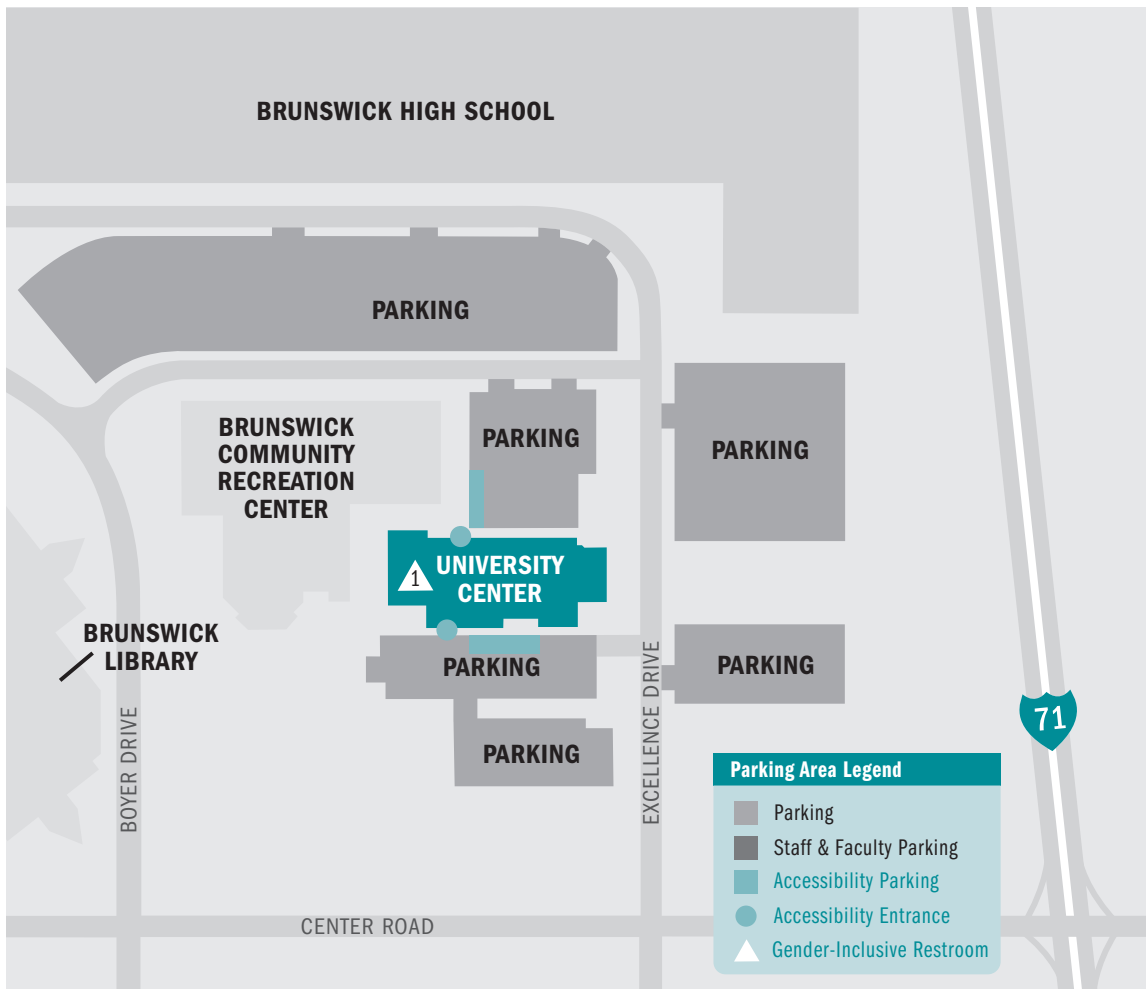 BRUNSWICK HIGH SCHOOL
PARKING
BRUNSWICK
COMMUNITY
RECREATION
CENTER
PARKING
PARKING
1
UNIVERSITY
CENTER
BRUNSWICK
LIBRARY
PARKING
PARKING
PARKING
BOYER DRIVE
EXCELLENCE DRIVE
71
CENTER ROAD
Parking Area Legend
Parking
Staff & Faculty Parking
Accessibility Parking
Accessibility Entrance
Gender-Inclusive Restroom